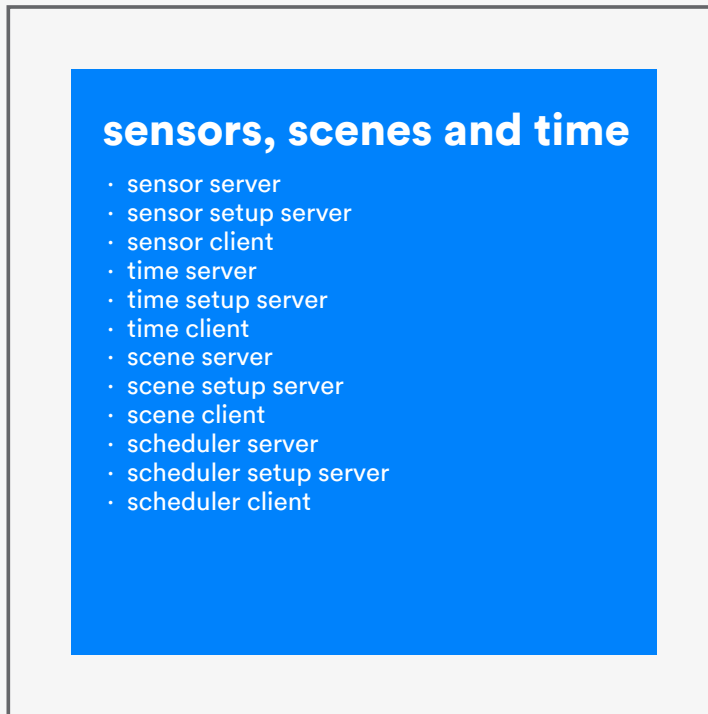 sensors, scenes and time
· sensor server
· sensor setup server
· sensor client
· time server
· time setup server
· time client
· scene server
· scene setup server
· scene client
· scheduler server
· scheduler setup server
· scheduler client